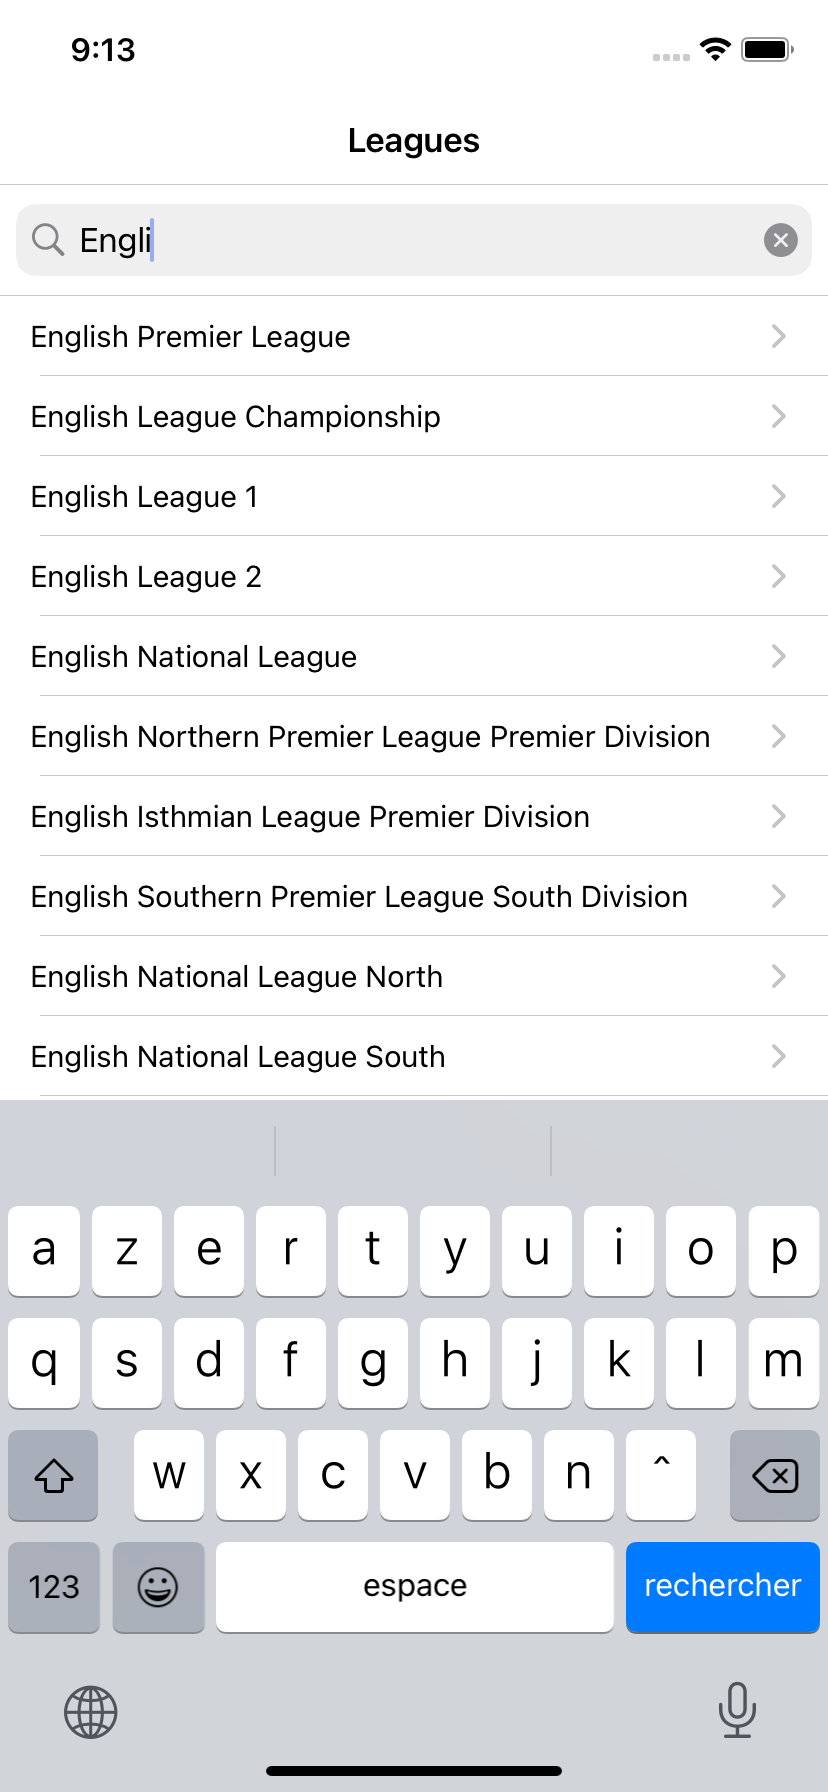 9:13
Leagues
Engli
English Premier League
English League Championship
English League 1
English League 2
English National League
English Northern Premier League Premier Division
English Isthmian League Premier Division
English Southern Premier League South Division
English National League North
English National League South
a z e r t y u i o p
q s d f g h j k l m
w x c v b n ^
123 espace rechercher